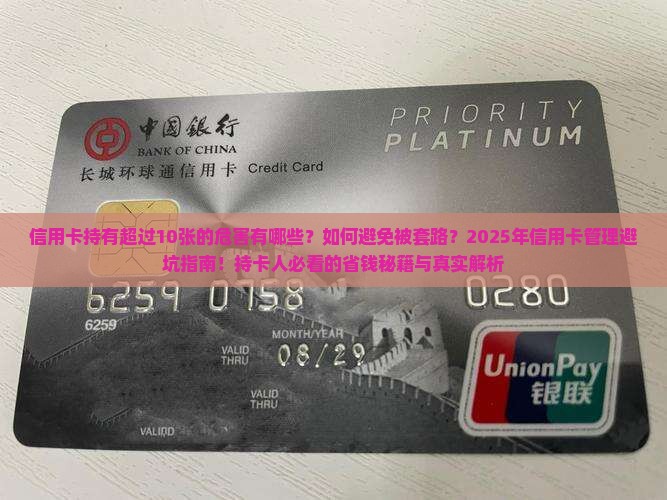 PRIORITY
PLATINUM
中国銀行
BANK OF CHINA
长城环球通信用卡 Credit Card
信用卡持有超过10张的危害有哪些？如何避免被套路？2025年信用卡管理避
坑指南！持卡人必看的省钱秘籍与真实解析
6259 0758 0280
6259
MONTH/YEAR
VALID
THRU
08/29
VALID
THRU
VALID
UnionPay
银联